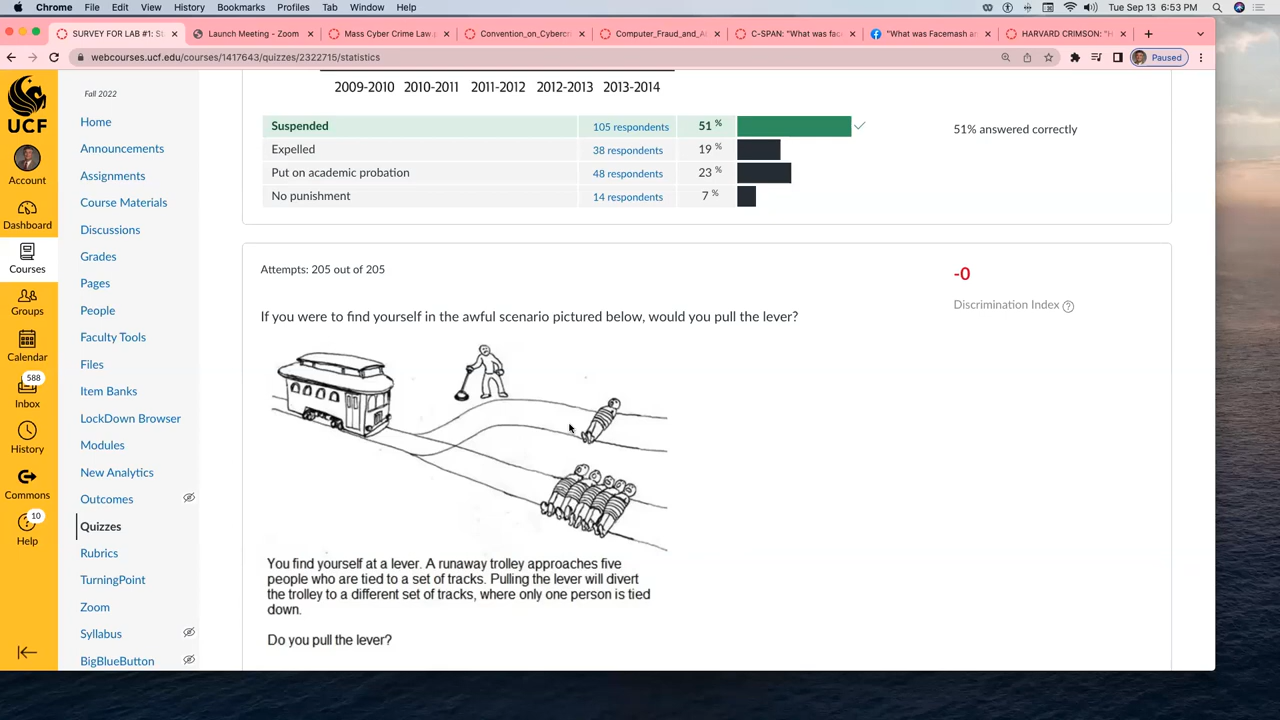 Chrome File Edit View History Bookmarks Profiles Tab Window Help Tue Sep 13 6:53 PM
SURVEY FOR LAB #1: St Launch Meeting - Zoom Mass Cyber Crime Law Convention_on_Cybercr Computer_Fraud_and_A C-SPAN: "What was fac "What was Facemash an HARVARD CRIMSON: "H
webcourses.ucf.edu/courses/1417643/quizzes/2322715/statistics Paused
UCF
Account
Dashboard
Courses
Groups
Calendar
588
Inbox
History
Commons
10
Help
Fall 2022
Home
Announcements
Assignments
Course Materials
Discussions
Grades
Pages
People
Faculty Tools
Files
Item Banks
LockDown Browser
Modules
New Analytics
Outcomes
Quizzes
Rubrics
TurningPoint
Zoom
Syllabus
BigBlueButton
2009-2010 2010-2011 2011-2012 2012-2013 2013-2014
Suspended 105 respondents 51 %
Expelled 38 respondents 19 %
Put on academic probation 48 respondents 23 %
No punishment 14 respondents 7 %
51% answered correctly
Attempts: 205 out of 205
-0
Discrimination Index ?
If you were to find yourself in the awful scenario pictured below, would you pull the lever?
You find yourself at a lever. A runaway trolley approaches five
people who are tied to a set of tracks. Pulling the lever will divert
the trolley to a different set of tracks, where only one person is tied
down.
Do you pull the lever?